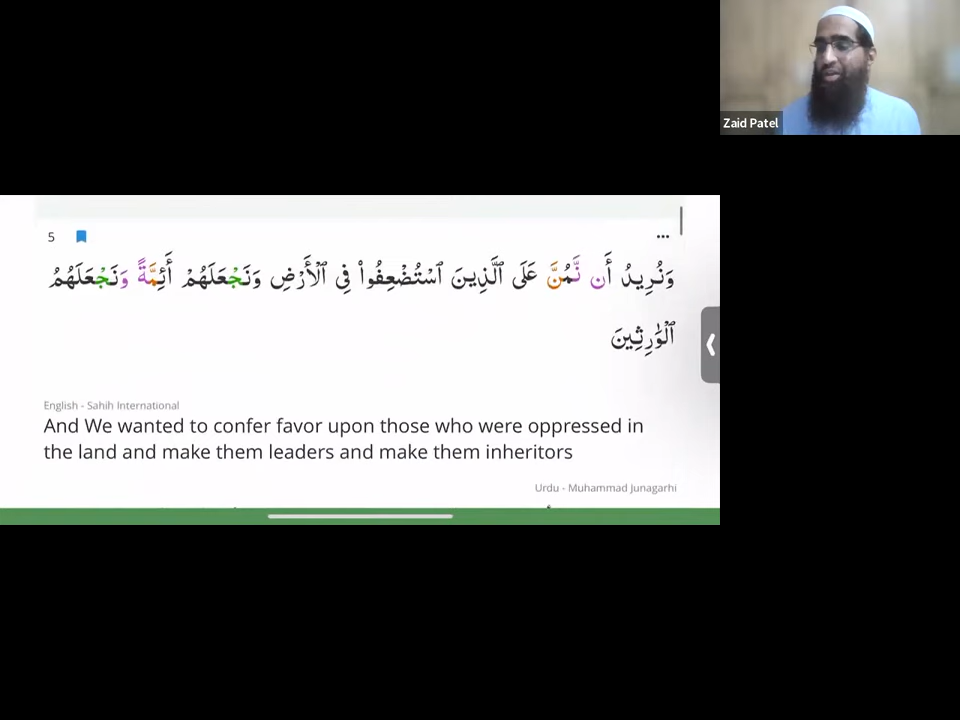 Zaid Patel
5
وَنُرِيدُ أَن نَّمُنَّ عَلَى ٱلَّذِينَ ٱسْتُضْعِفُوا۟ فِى ٱلْأَرْضِ وَنَجْعَلَهُمْ أَئِمَّةً وَنَجْعَلَهُمُ
ٱلْوَٰرِثِينَ
English - Sahih International
And We wanted to confer favor upon those who were oppressed in
the land and make them leaders and make them inheritors
Urdu - Muhammad Junagarhi